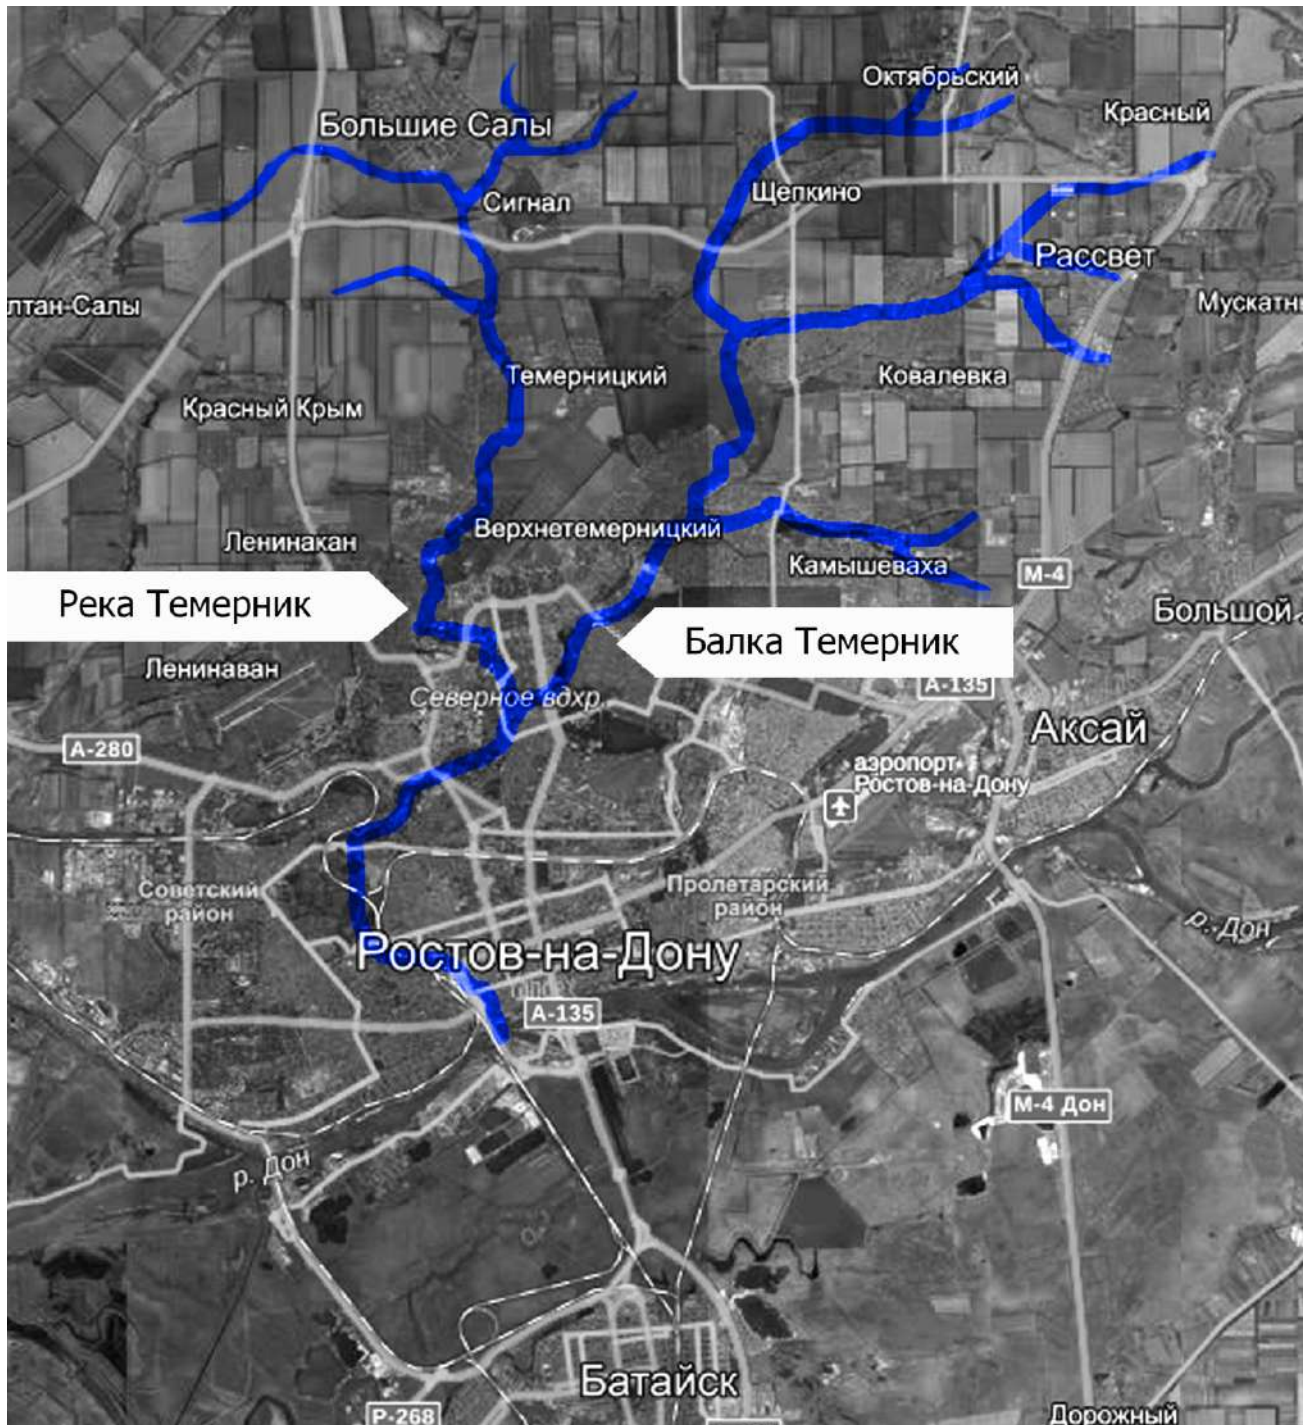 Октябрьский
Красный
Большие Салы
Щепкино
Сигнал
Рассвет
лтан-Салы
Мускатн
Темерницкий
Ковалевка
Красный Крым
Верхнетемерницкий
Ленинакан
Камышеваха
М-4
Река Темерник
Большой
Балка Темерник
Ленинаван
А-135
Северное вдхр.
Аксай
А-280
аэропорт
Ростов-на-Дону
Советский
район
Пролетарский
район
р. Дон
Ростов-на-Дону
А-135
М-4 Дон
р. Дон
Батайск
Р-268
Дорожный